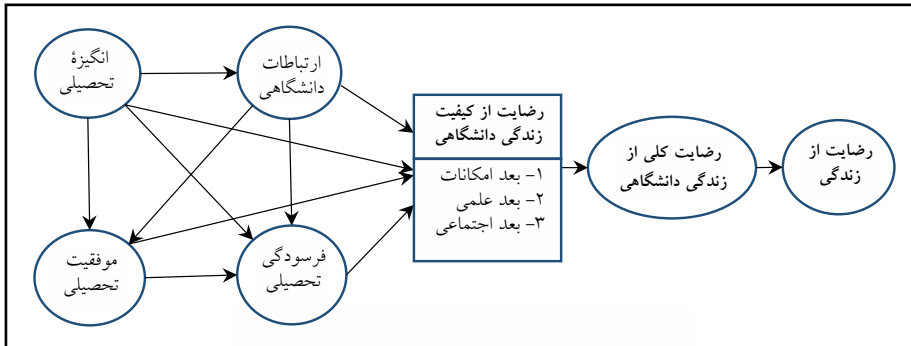 انگیزهٔ
تحصیلی
ارتباطات
دانشگاهی
رضایت از کیفیت
زندگی دانشگاهی
۱- بعد امکانات
۲- بعد علمی
۳- بعد اجتماعی
رضایت کلی از
زندگی دانشگاهی
رضایت از
زندگی
موفقیت
تحصیلی
فرسودگی
تحصیلی